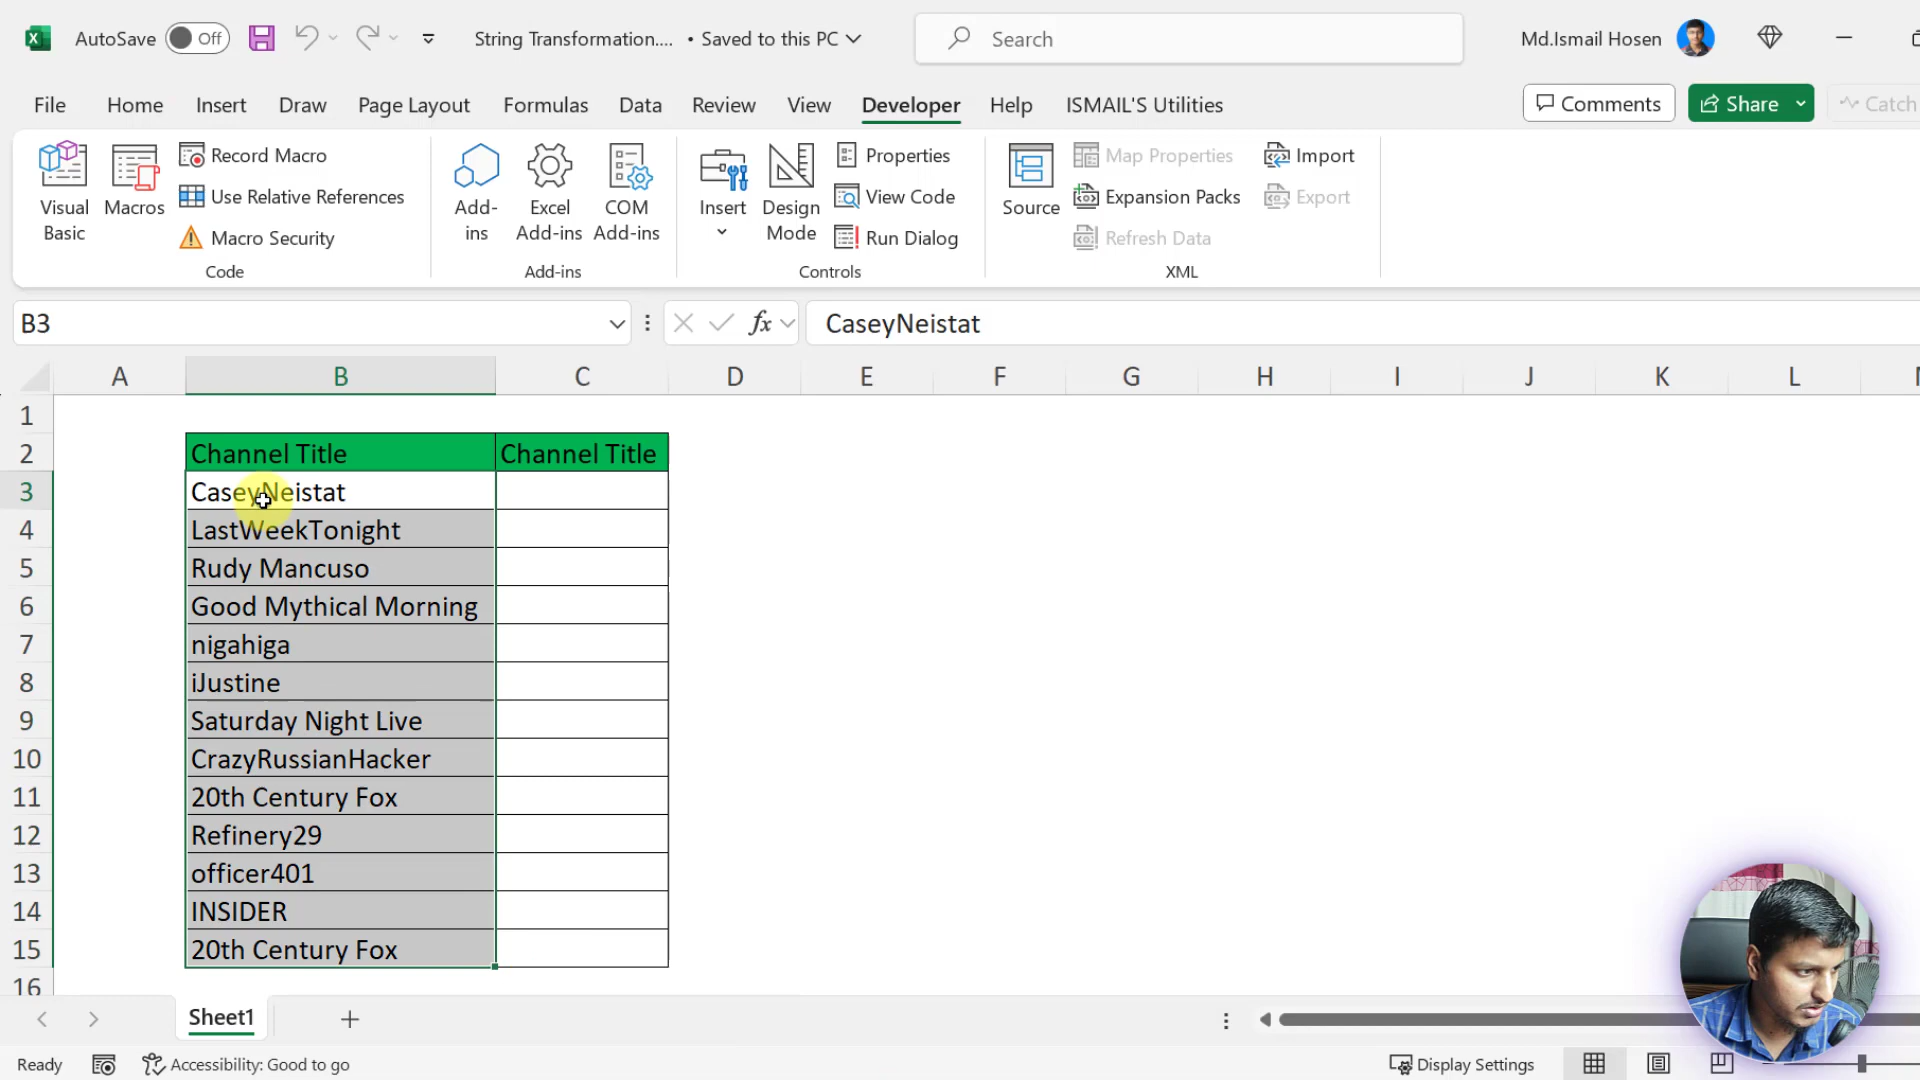 AutoSave Off String Transformation.... • Saved to this PC Search Md.Ismail Hosen
File Home Insert Draw Page Layout Formulas Data Review View Developer Help ISMAIL'S Utilities Comments Share Catch
Visual Basic
Macros
Record Macro
Use Relative References
Macro Security
Code
Add-ins
Excel Add-ins
COM Add-ins
Add-ins
Insert
Design Mode
Properties
View Code
Run Dialog
Controls
Source
Map Properties
Expansion Packs
Refresh Data
Import
Export
XML
B3 fx CaseyNeistat
A B C D E F G H I J K L
1
2 Channel Title Channel Title
3 CaseyNeistat
4 LastWeekTonight
5 Rudy Mancuso
6 Good Mythical Morning
7 nigahiga
8 iJustine
9 Saturday Night Live
10 CrazyRussianHacker
11 20th Century Fox
12 Refinery29
13 officer401
14 INSIDER
15 20th Century Fox
16
Sheet1
Ready Accessibility: Good to go Display Settings